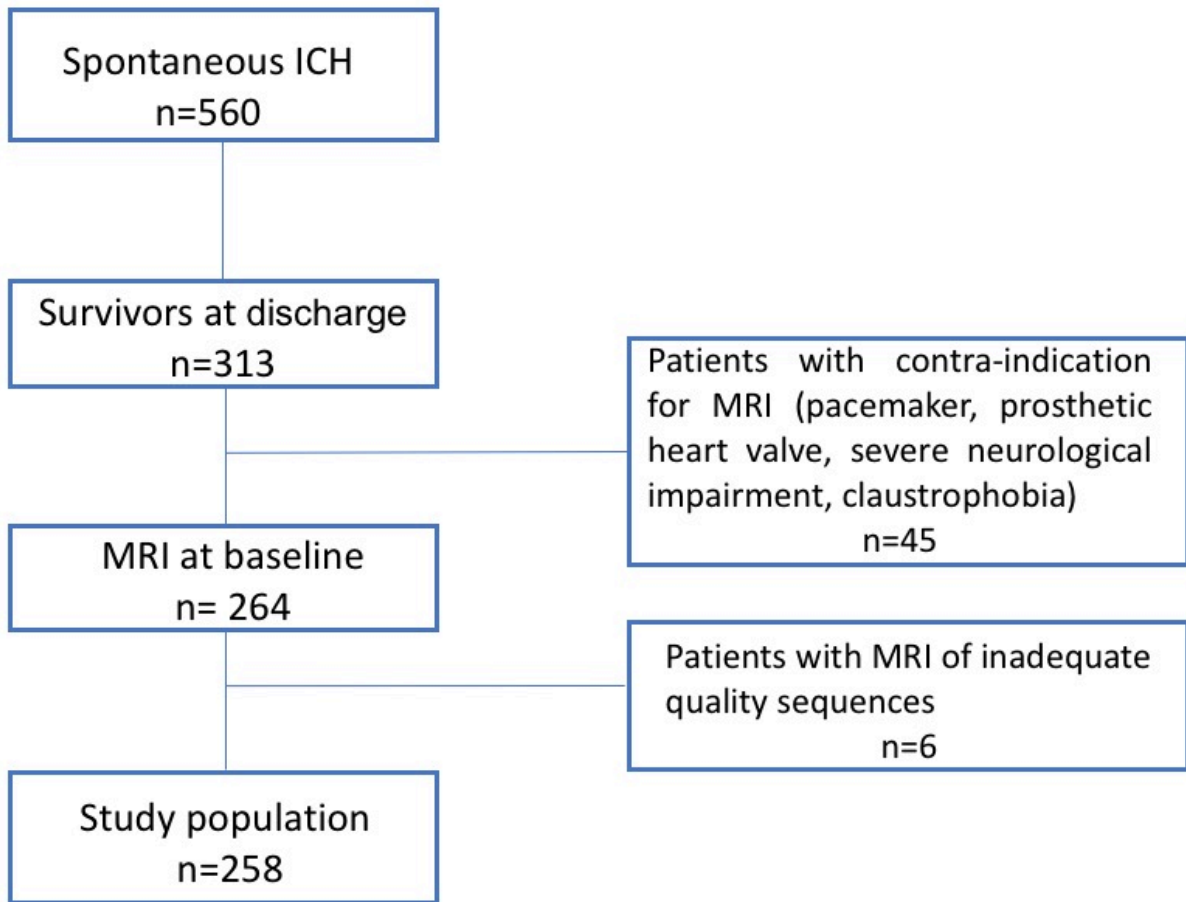 Spontaneous ICH
n=560
Survivors at discharge
n=313
Patients with contra-indication
for MRI (pacemaker, prosthetic
heart valve, severe neurological
impairment, claustrophobia)
n=45
MRI at baseline
n= 264
Patients with MRI of inadequate
quality sequences
n=6
Study population
n=258